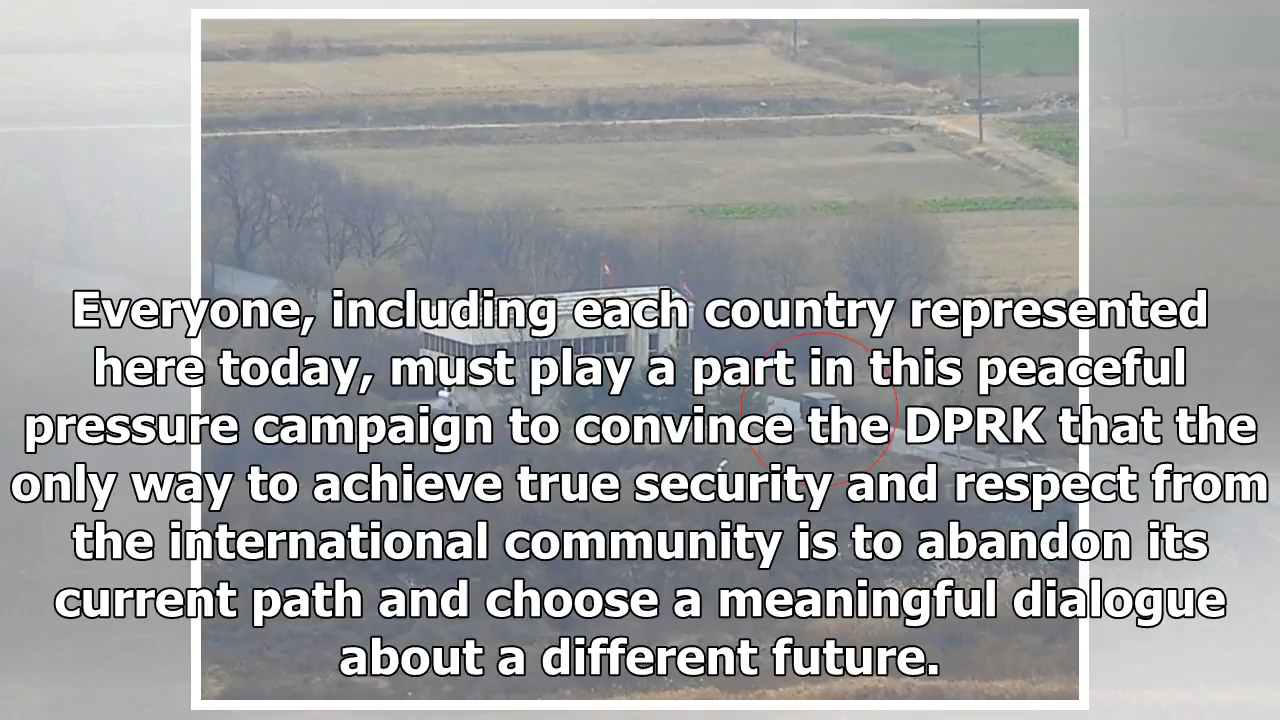 Everyone, including each country represented
here today, must play a part in this peaceful
pressure campaign to convince the DPRK that the
only way to achieve true security and respect from
the international community is to abandon its
current path and choose a meaningful dialogue
about a different future.